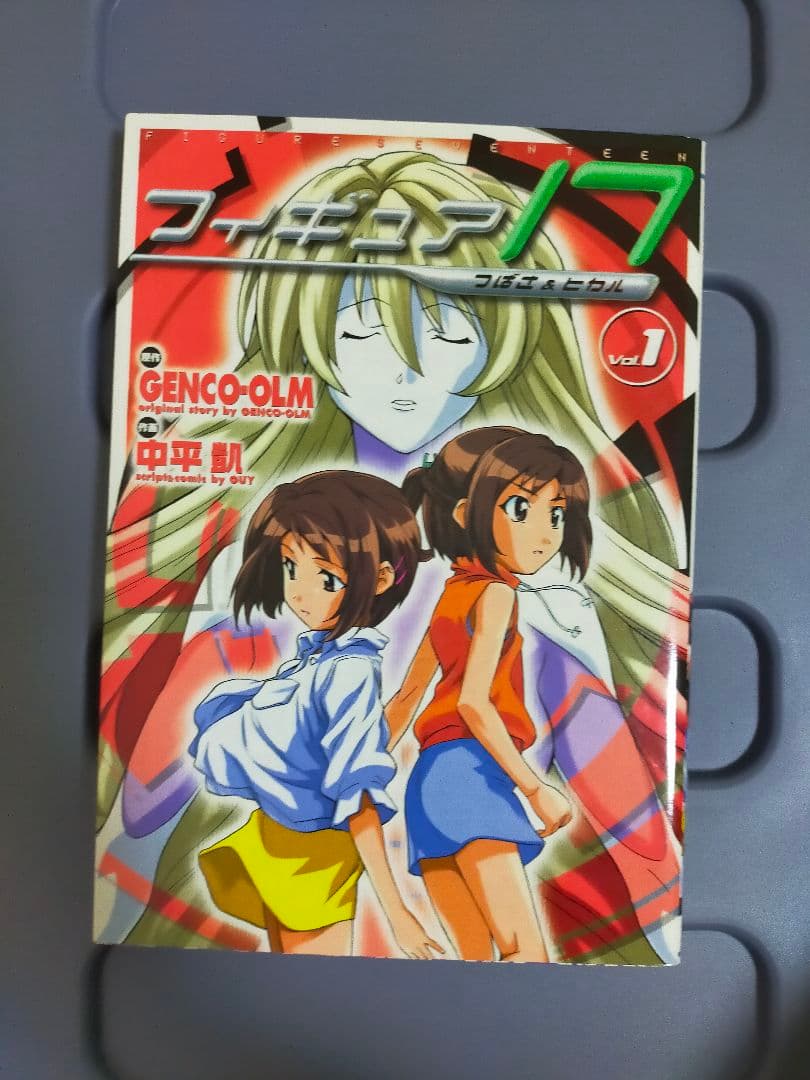 FIGURE SEVENTEEN
フィギュア17
つばさ&ヒカル
Vol.1
原作
GENCO-OLM
original story by GENCO-OLM
作画
中平 凱
script&comic by GUY